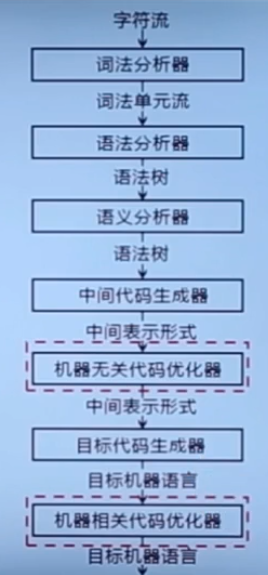 字符流
词法分析器
词法单元流
语法分析器
语法树
语义分析器
语法树
中间代码生成器
中间表示形式
机器无关代码优化器
中间表示形式
目标代码生成器
目标机器语言
机器相关代码优化器
目标机器语言